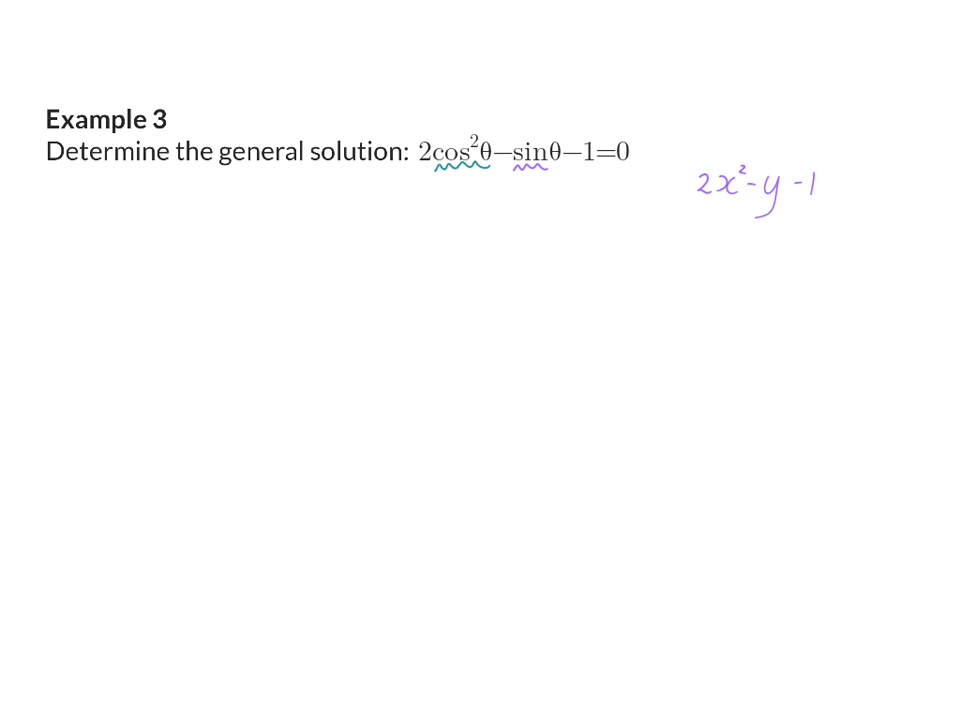 Example 3
Determine the general solution: 2cos²θ−sinθ−1=0
2x² - y - 1